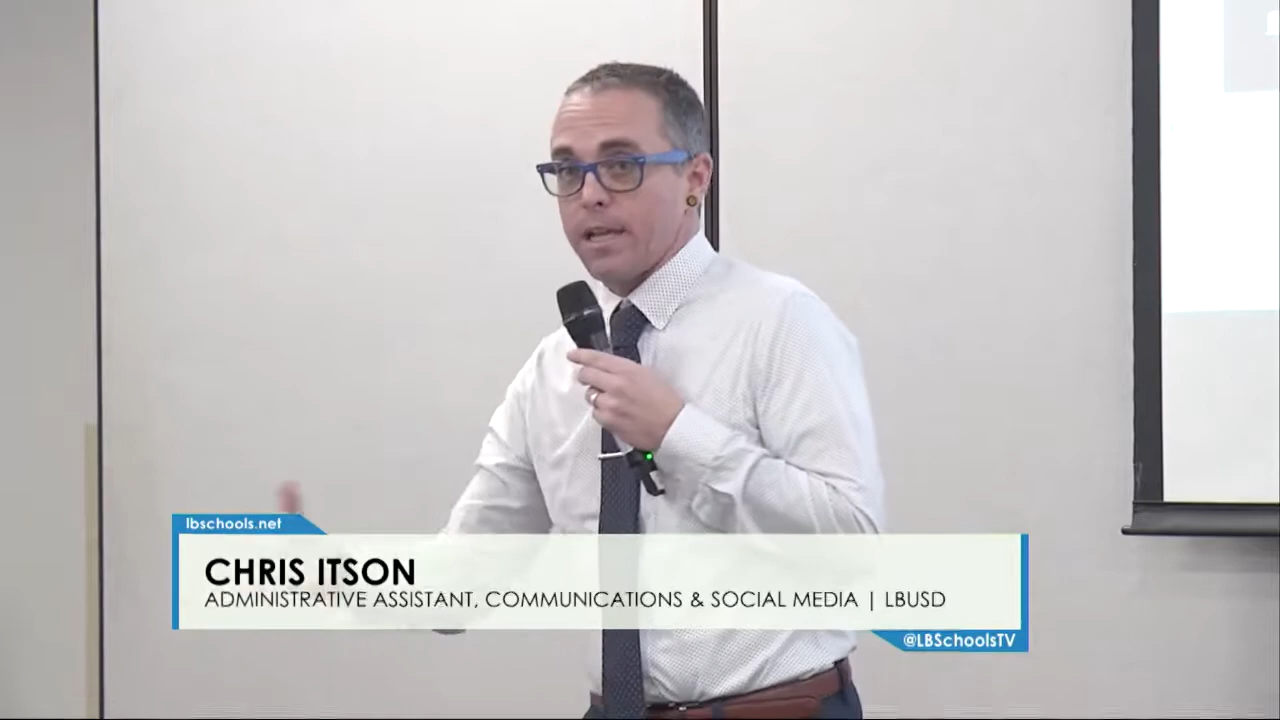 lbschools.net
CHRIS ITSON
ADMINISTRATIVE ASSISTANT, COMMUNICATIONS & SOCIAL MEDIA | LBUSD
@LBSchoolsTV